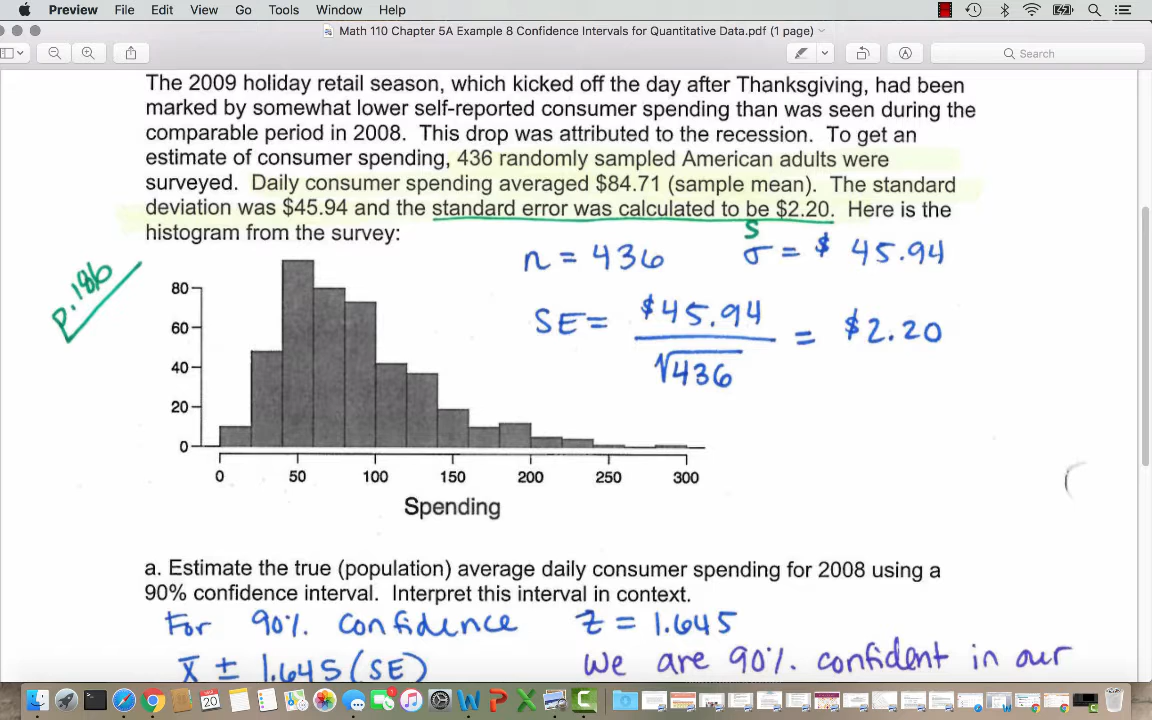 Preview File Edit View Go Tools Window Help
Math 110 Chapter 5A Example 8 Confidence Intervals for Quantitative Data.pdf (1 page)
Search
The 2009 holiday retail season, which kicked off the day after Thanksgiving, had been
marked by somewhat lower self-reported consumer spending than was seen during the
comparable period in 2008. This drop was attributed to the recession. To get an
estimate of consumer spending, 436 randomly sampled American adults were
surveyed. Daily consumer spending averaged $84.71 (sample mean). The standard
deviation was $45.94 and the standard error was calculated to be $2.20. Here is the
histogram from the survey:
s
n = 436 σ = $ 45.94
p.186
SE = $45.94 / √436 = $2.20
80
60
40
20
0
0 50 100 150 200 250 300
Spending
(
a. Estimate the true (population) average daily consumer spending for 2008 using a
90% confidence interval. Interpret this interval in context.
For 90% confidence z = 1.645
x̄ ± 1.645 (SE) We are 90% confident in our
20